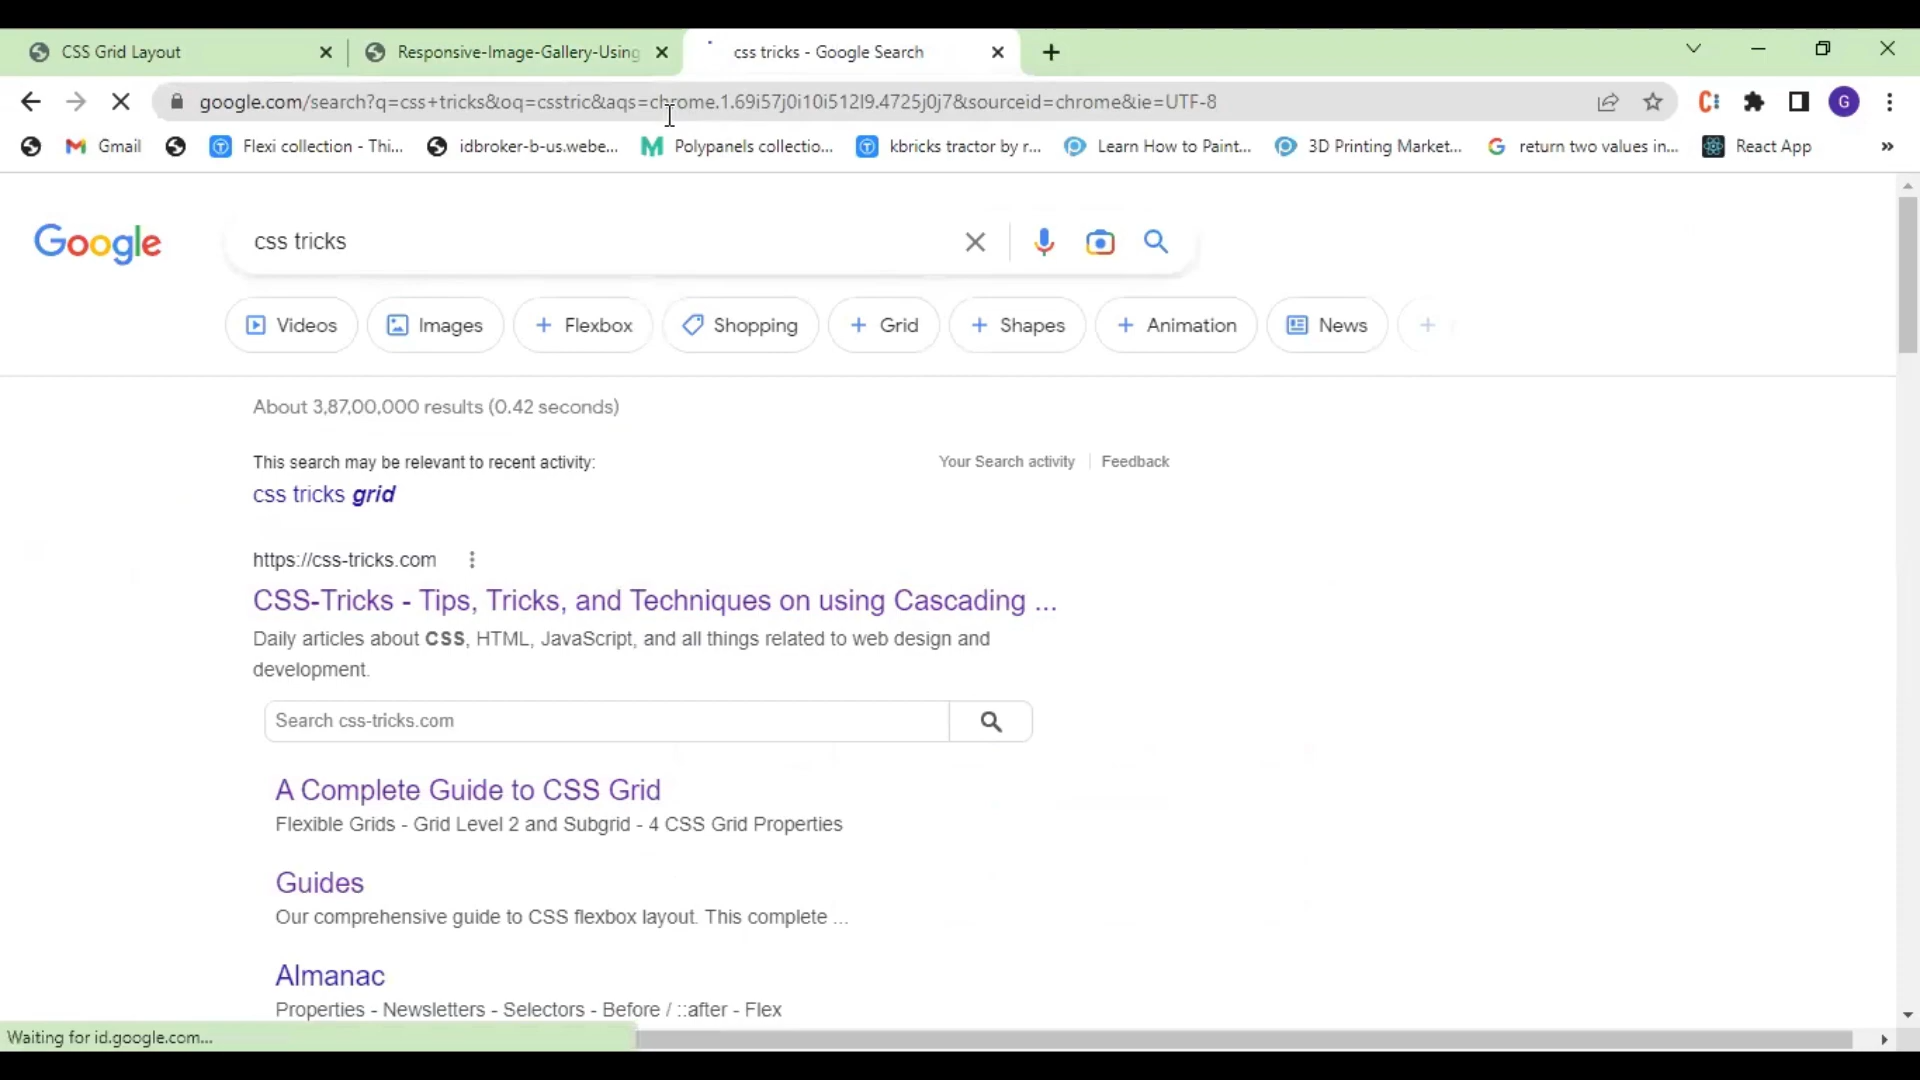 CSS Grid Layout
Responsive-Image-Gallery-Using
css tricks - Google Search
google.com/search?q=css+tricks&oq=csstric&aqs=chrome.1.69i57j0i10i512l9.4725j0j7&sourceid=chrome&ie=UTF-8
G
Gmail
Flexi collection - Thi...
idbroker-b-us.webe...
Polypanels collectio...
kbricks tractor by r...
Learn How to Paint...
3D Printing Market...
return two values in...
React App
»
Google
css tricks
Videos
Images
+ Flexbox
Shopping
+ Grid
+ Shapes
+ Animation
News
+
About 3,87,00,000 results (0.42 seconds)
This search may be relevant to recent activity:
Your Search activity
Feedback
css tricks grid
https://css-tricks.com
CSS-Tricks - Tips, Tricks, and Techniques on using Cascading ...
Daily articles about CSS, HTML, JavaScript, and all things related to web design and
development.
Search css-tricks.com
A Complete Guide to CSS Grid
Flexible Grids - Grid Level 2 and Subgrid - 4 CSS Grid Properties
Guides
Our comprehensive guide to CSS flexbox layout. This complete ...
Almanac
Properties - Newsletters - Selectors - Before / ::after - Flex
Waiting for id.google.com...